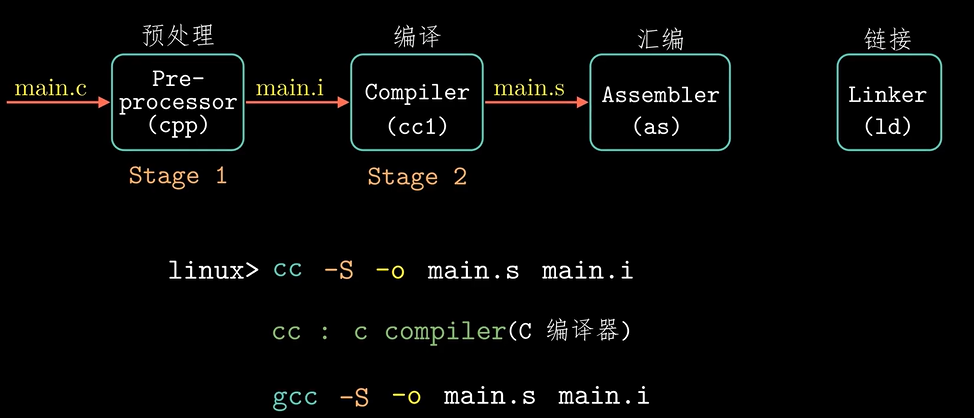 预处理
编译
汇编
链接
main.c
Pre-
processor
(cpp)
main.i
Compiler
(cc1)
main.s
Assembler
(as)
Linker
(ld)
Stage 1
Stage 2
linux> cc -S -o main.s main.i
cc : c compiler(C 编译器)
gcc -S -o main.s main.i